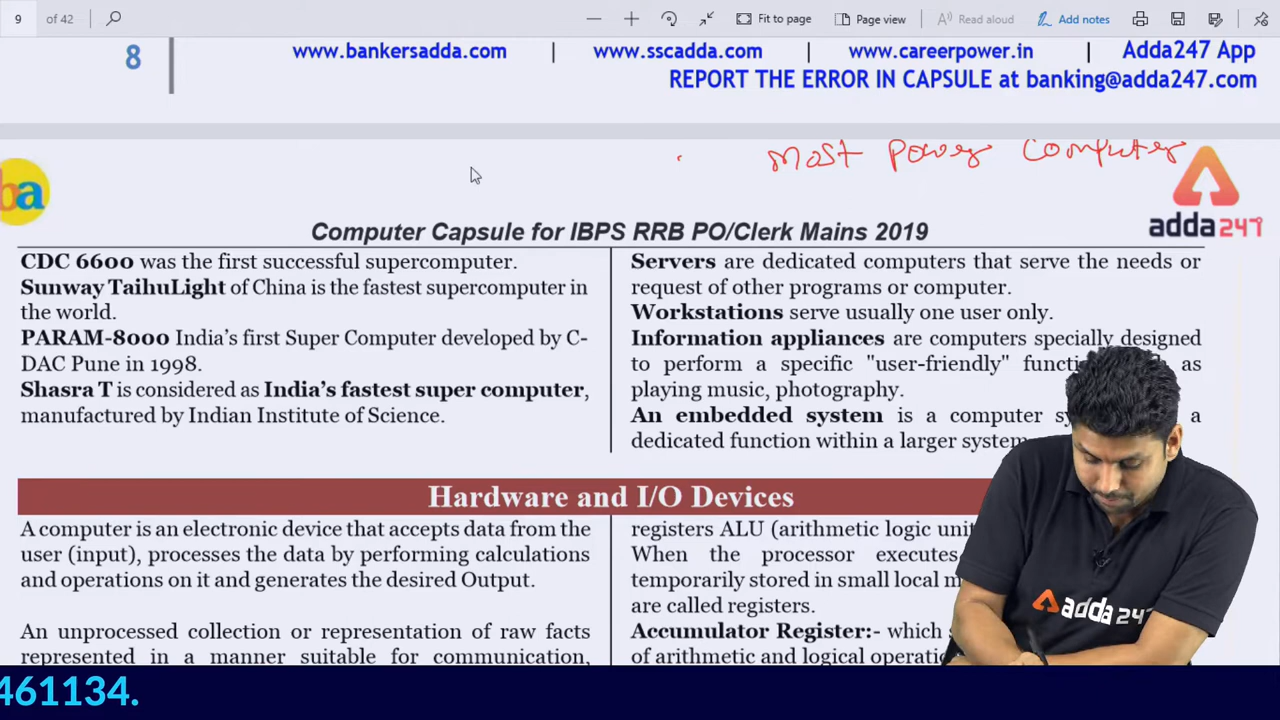 9 of 42
Fit to page
Page view
Read aloud
Add notes
8
www.bankersadda.com | www.sscadda.com | www.careerpower.in | Adda247 App
REPORT THE ERROR IN CAPSULE at banking@adda247.com
Most Power Computer
ba
adda247
Computer Capsule for IBPS RRB PO/Clerk Mains 2019
CDC 6600 was the first successful supercomputer.
Sunway TaihuLight of China is the fastest supercomputer in
the world.
PARAM-8000 India's first Super Computer developed by C-
DAC Pune in 1998.
Shasra T is considered as India's fastest super computer,
manufactured by Indian Institute of Science.
Servers are dedicated computers that serve the needs or
request of other programs or computer.
Workstations serve usually one user only.
Information appliances are computers specially designed
to perform a specific "user-friendly" as
playing music, photography.
An embedded system is a computer a
dedicated function within a larger system
Hardware and I/O Devices
A computer is an electronic device that accepts data from the
user (input), processes the data by performing calculations
and operations on it and generates the desired Output.
An unprocessed collection or representation of raw facts
represented in a manner suitable for communication,
registers ALU (arithmetic logic unit
When the processor executes
temporarily stored in small local
are called registers.
Accumulator Register:- which
of arithmetic and logical
adda 24
461134.